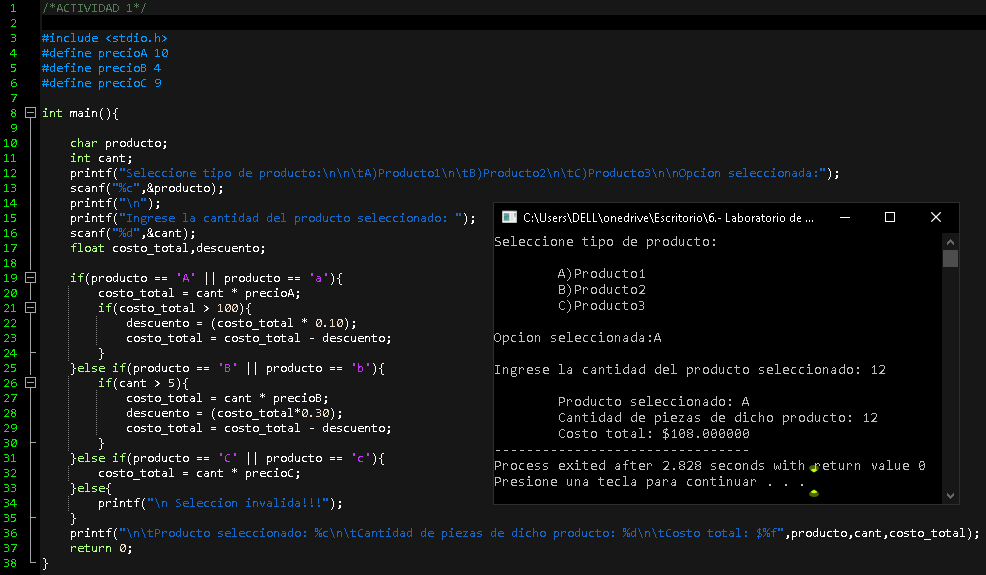 1 /*ACTIVIDAD 1*/
2
3 #include <stdio.h>
4 #define precioA 10
5 #define precioB 4
6 #define precioC 9
7
8 int main(){
9
10 char producto;
11 int cant;
12 printf("Seleccione tipo de producto:\n\n\tA)Producto1\n\tB)Producto2\n\tC)Producto3\n\nOpcion seleccionada:");
13 scanf("%c",&producto);
14 printf("\n");
15 printf("Ingrese la cantidad del producto seleccionado: ");
16 scanf("%d",&cant);
17 float costo_total,descuento;
18
19 if(producto == 'A' || producto == 'a'){
20 costo_total = cant * precioA;
21 if(costo_total > 100){
22 descuento = (costo_total * 0.10);
23 costo_total = costo_total - descuento;
24 }
25 }else if(producto == 'B' || producto == 'b'){
26 if(cant > 5){
27 costo_total = cant * precioB;
28 descuento = (costo_total*0.30);
29 costo_total = costo_total - descuento;
30 }
31 }else if(producto == 'C' || producto == 'c'){
32 costo_total = cant * precioC;
33 }else{
34 printf("\n Seleccion invalida!!!");
35 }
36 printf("\n\tProducto seleccionado: %c\n\tCantidad de piezas de dicho producto: %d\n\tCosto total: $%f",producto,cant,costo_total);
37 return 0;
38 }
C:\Users\DELL\onedrive\Escritorio\6.- Laboratorio de ...
Seleccione tipo de producto:
A)Producto1
B)Producto2
C)Producto3
Opcion seleccionada:A
Ingrese la cantidad del producto seleccionado: 12
Producto seleccionado: A
Cantidad de piezas de dicho producto: 12
Costo total: $108.000000
--------------------------------
Process exited after 2.828 seconds with return value 0
Presione una tecla para continuar . . .